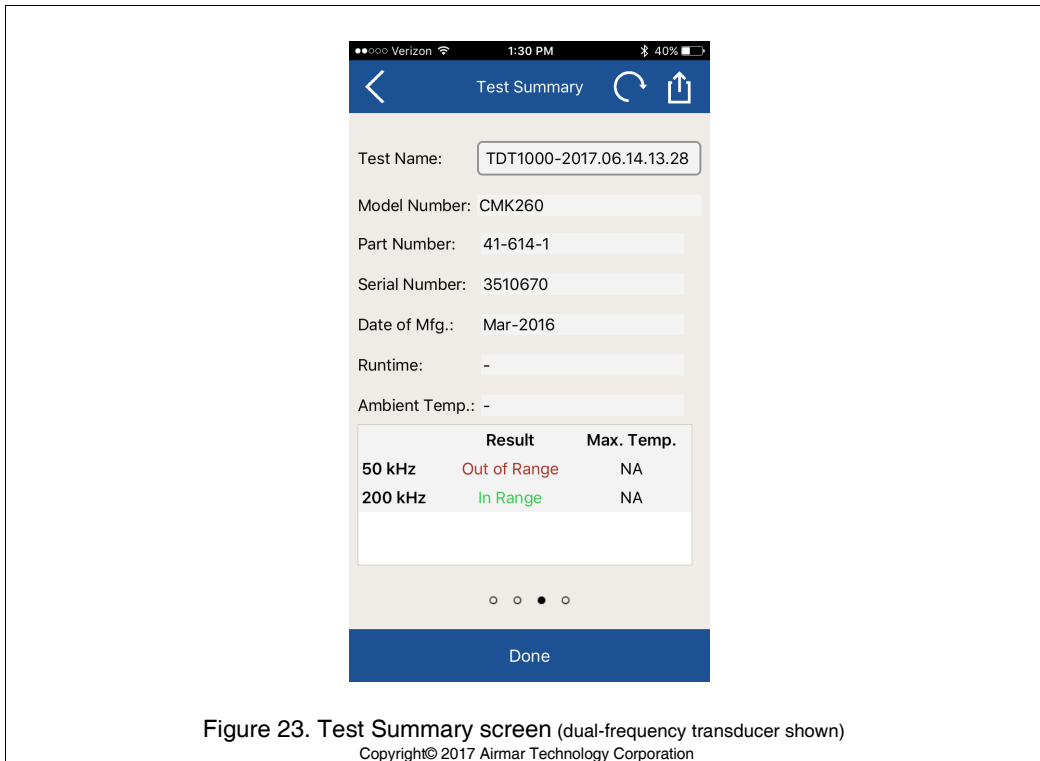 Verizon 1:30 PM 40%
Test Summary
Test Name: TDT1000-2017.06.14.13.28
Model Number: CMK260
Part Number: 41-614-1
Serial Number: 3510670
Date of Mfg.: Mar-2016
Runtime: -
Ambient Temp.: -
Result Max. Temp.
50 kHz Out of Range NA
200 kHz In Range NA
Done
Figure 23. Test Summary screen (dual-frequency transducer shown)
Copyright© 2017 Airmar Technology Corporation